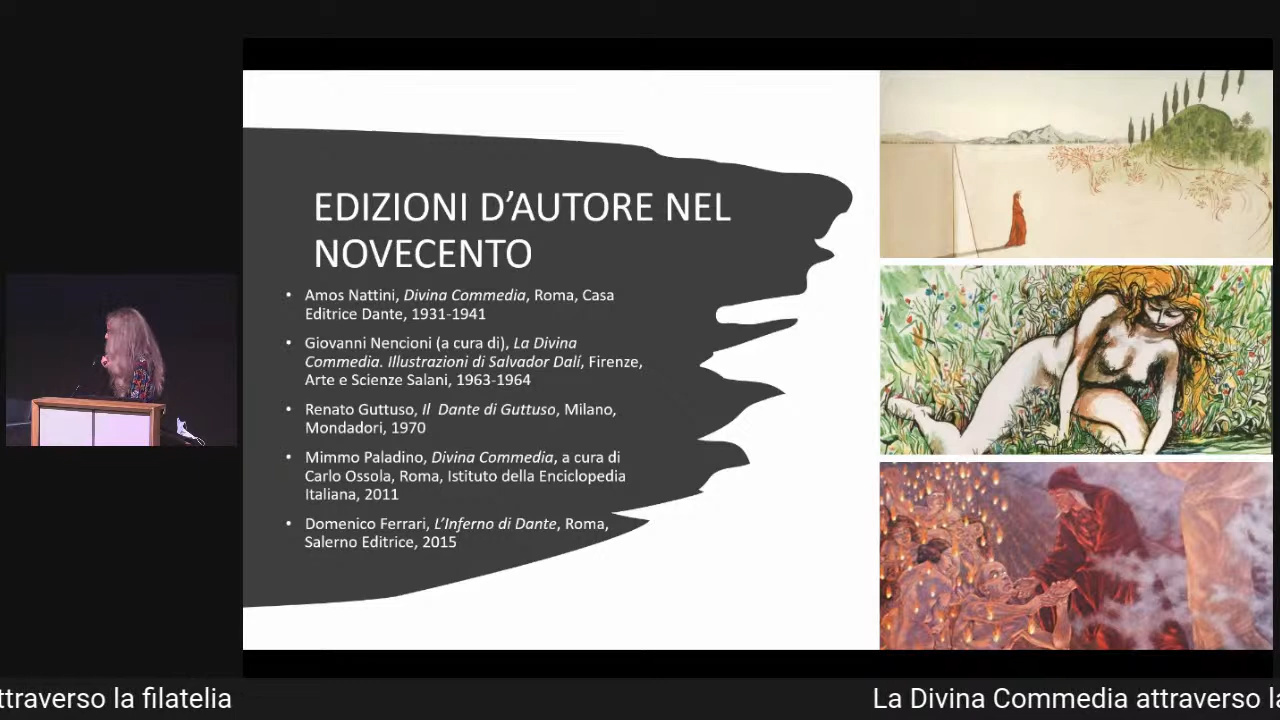 EDIZIONI D’AUTORE NEL
NOVECENTO
• Amos Nattini, Divina Commedia, Roma, Casa
Editrice Dante, 1931-1941
• Giovanni Nencioni (a cura di), La Divina
Commedia. Illustrazioni di Salvador Dalí, Firenze,
Arte e Scienze Salani, 1963-1964
• Renato Guttuso, Il Dante di Guttuso, Milano,
Mondadori, 1970
• Mimmo Paladino, Divina Commedia, a cura di
Carlo Ossola, Roma, Istituto della Enciclopedia
Italiana, 2011
• Domenico Ferrari, L’Inferno di Dante, Roma,
Salerno Editrice, 2015
ttraverso la filatelia
La Divina Commedia attraverso la